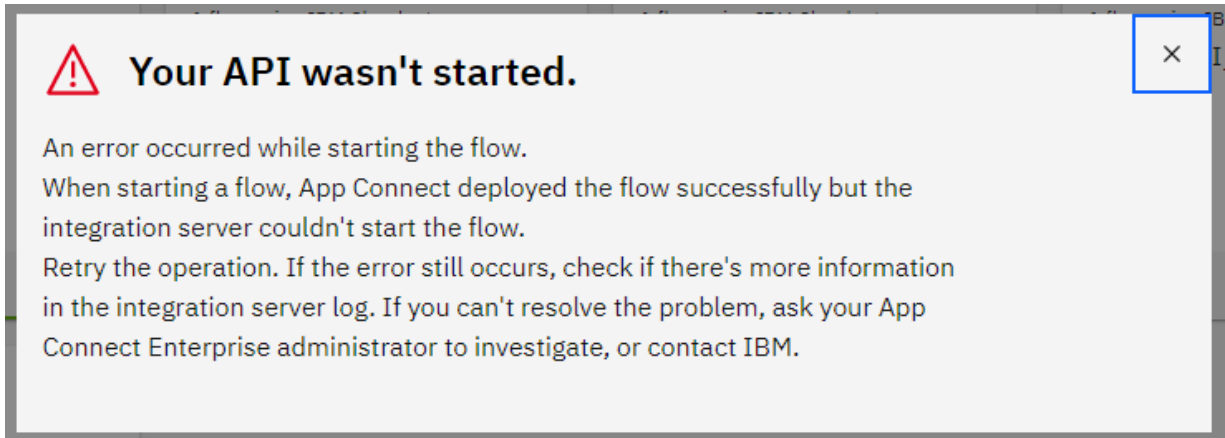 Your API wasn't started.
An error occurred while starting the flow.
When starting a flow, App Connect deployed the flow successfully but the
integration server couldn't start the flow.
Retry the operation. If the error still occurs, check if there's more information
in the integration server log. If you can't resolve the problem, ask your App
Connect Enterprise administrator to investigate, or contact IBM.